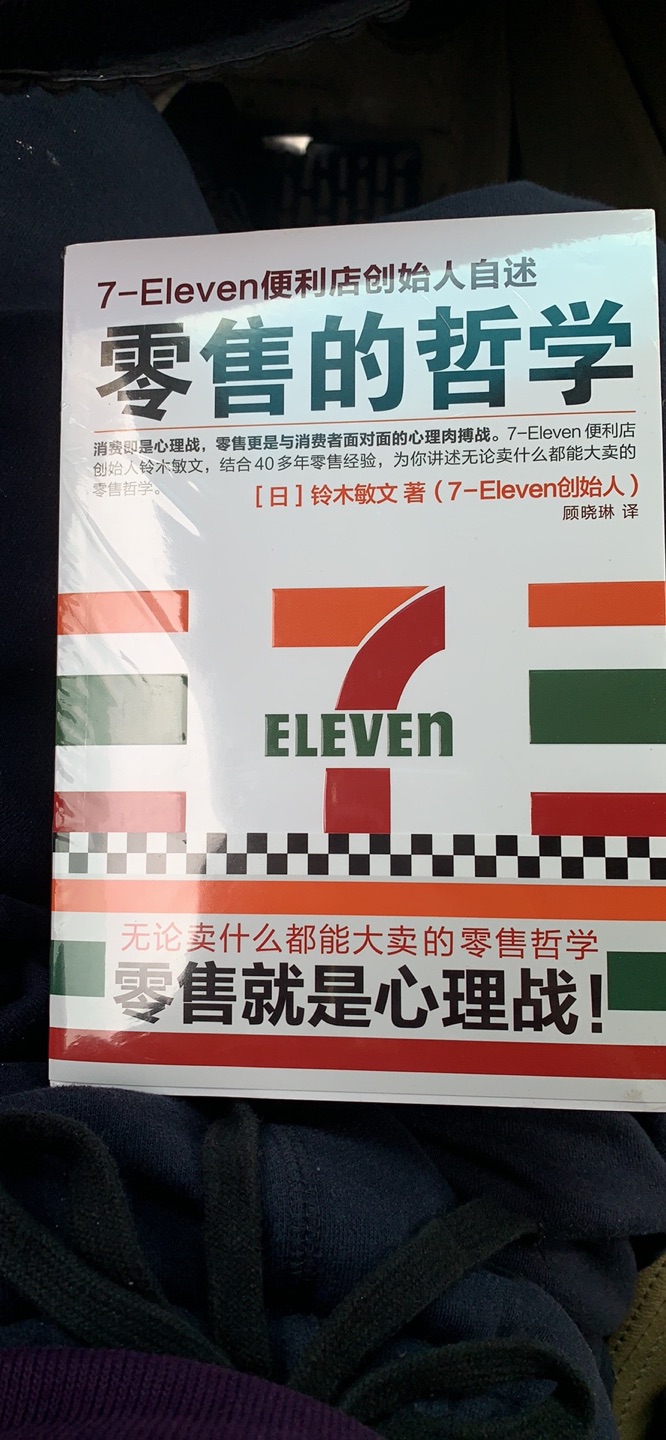 7-Eleven便利店创始人自述
零售的哲学
消费即是心理战，零售更是与消费者面对面的心理肉搏战。7-Eleven 便利店
创始人铃木敏文，结合 40 多年零售经验，为你讲述无论卖什么都能大卖的
零售哲学。
[ 日 ] 铃木敏文 著（7-Eleven创始人）
顾晓琳 译
7
ELEVEn
无论卖什么都能大卖的零售哲学
零售就是心理战！